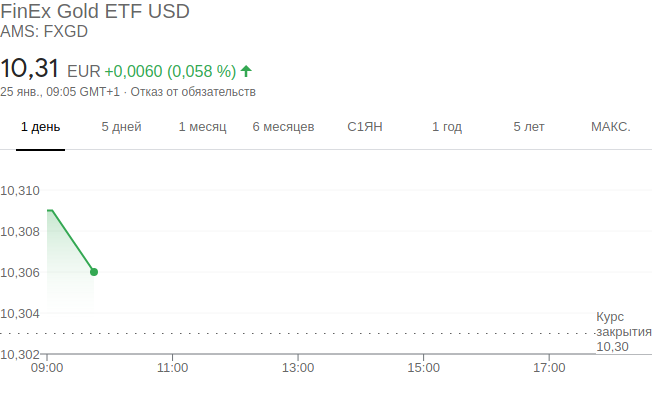 FinEx Gold ETF USD
AMS: FXGD
10,31 EUR +0,0060 (0,058 %)
25 янв., 09:05 GMT+1 · Отказ от обязательств
1 день 5 дней 1 месяц 6 месяцев С1ЯН 1 год 5 лет МАКС.
10,310
10,308
10,306
10,304
Курс
закрытия
10,30
10,302
09:00 11:00 13:00 15:00 17:00